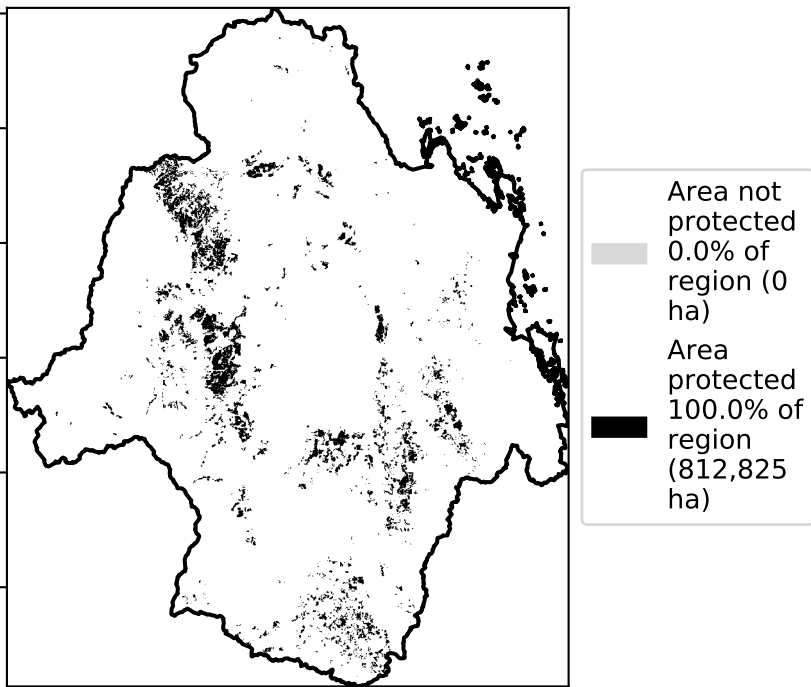 Area not
protected
0.0% of
region (0
ha)
Area
protected
100.0% of
region
(812,825
ha)